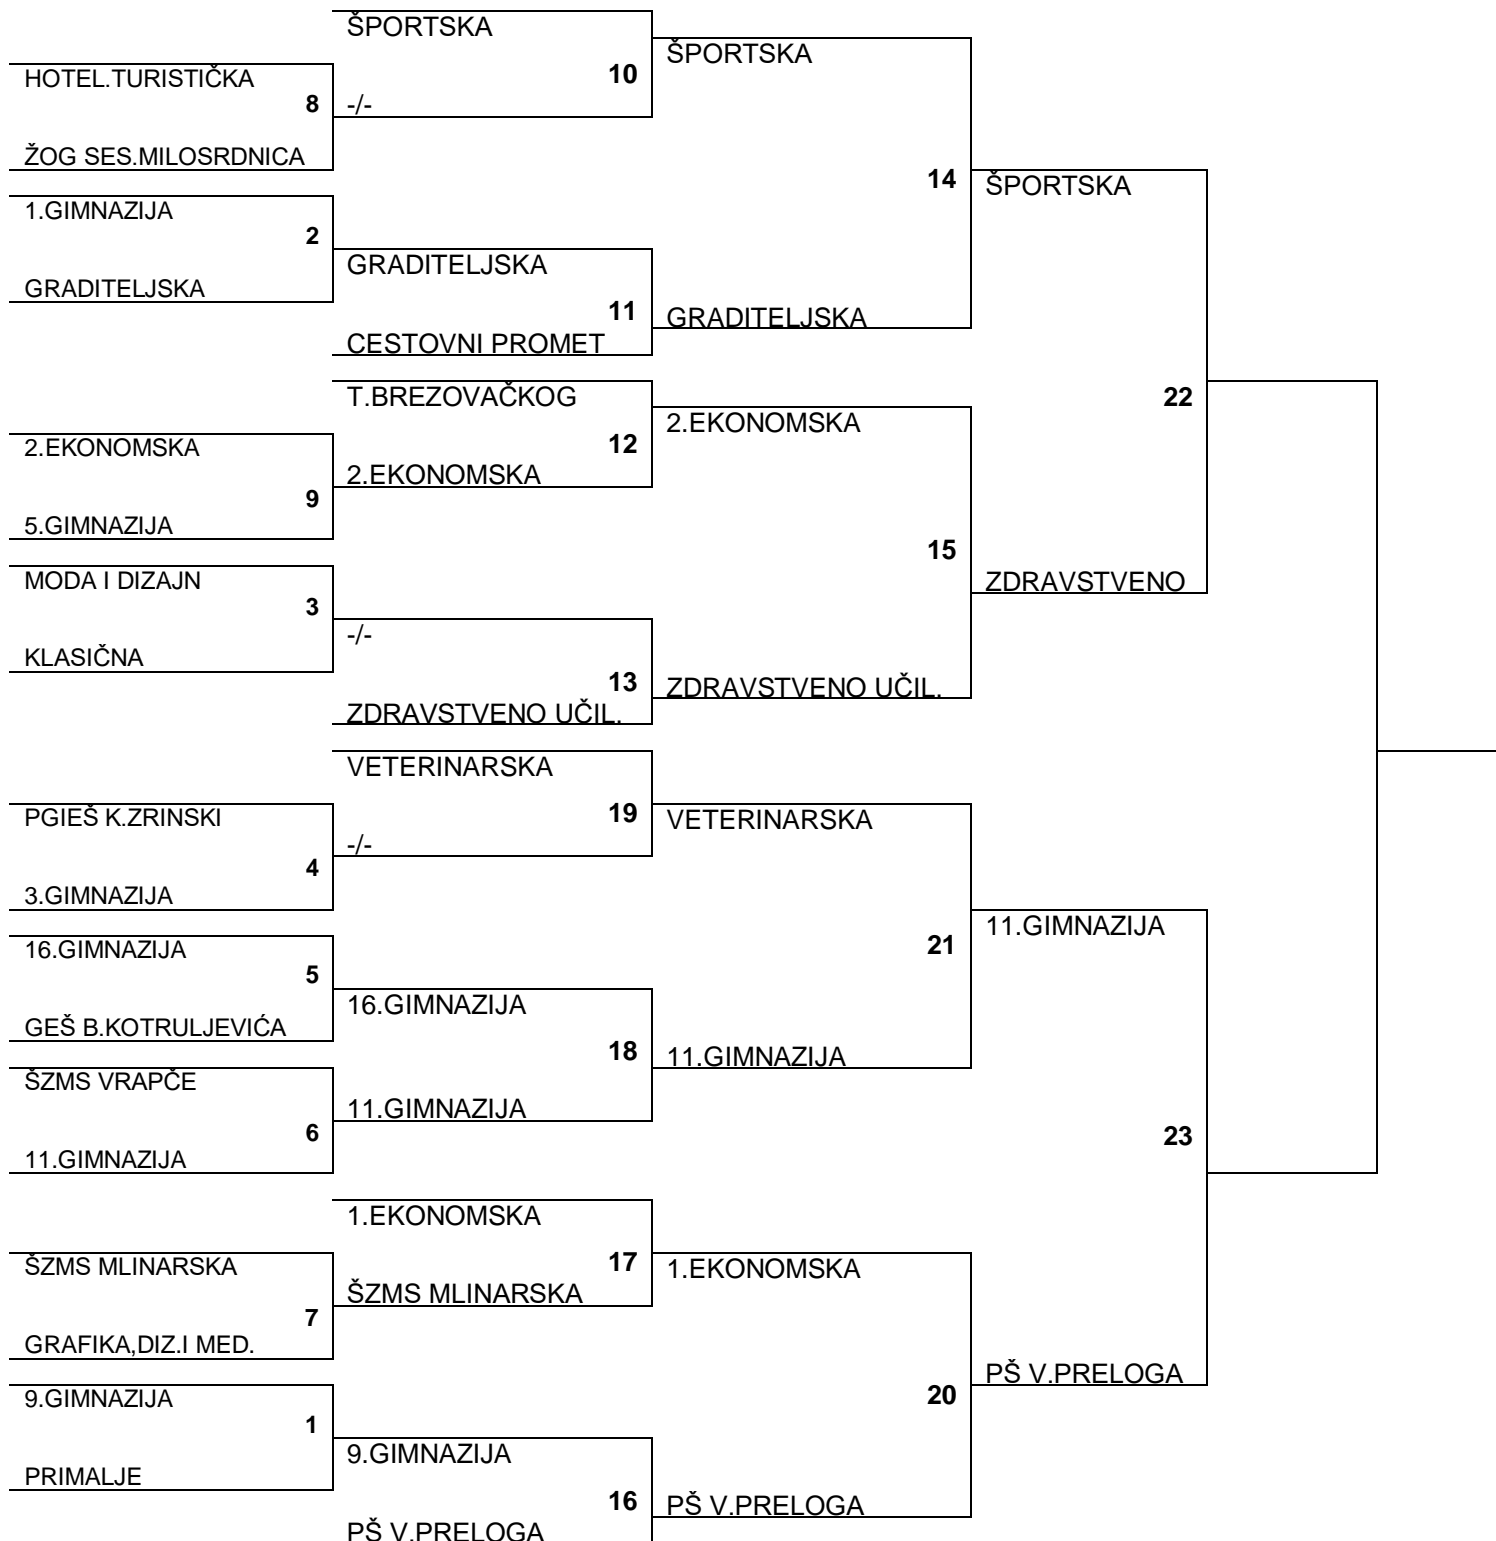 ŠPORTSKA
ŠPORTSKA
10
HOTEL.TURISTIČKA
8
-/-
ŽOG SES.MILOSRDNICA
14
ŠPORTSKA
1.GIMNAZIJA
2
GRADITELJSKA
GRADITELJSKA
11
GRADITELJSKA
CESTOVNI PROMET
T.BREZOVAČKOG
22
2.EKONOMSKA
2.EKONOMSKA
12
2.EKONOMSKA
9
5.GIMNAZIJA
15
MODA I DIZAJN
ZDRAVSTVENO
3
-/-
KLASIČNA
13
ZDRAVSTVENO UČIL.
ZDRAVSTVENO UČIL.
VETERINARSKA
19
PGIEŠ K.ZRINSKI
VETERINARSKA
-/-
4
3.GIMNAZIJA
11.GIMNAZIJA
16.GIMNAZIJA
21
5
16.GIMNAZIJA
GEŠ B.KOTRULJEVIĆA
18
11.GIMNAZIJA
ŠZMS VRAPČE
11.GIMNAZIJA
6
23
11.GIMNAZIJA
1.EKONOMSKA
17
ŠZMS MLINARSKA
1.EKONOMSKA
ŠZMS MLINARSKA
7
GRAFIKA,DIZ.I MED.
PŠ V.PRELOGA
20
9.GIMNAZIJA
1
9.GIMNAZIJA
PRIMALJE
16
PŠ V.PRELOGA
PŠ V.PRELOGA